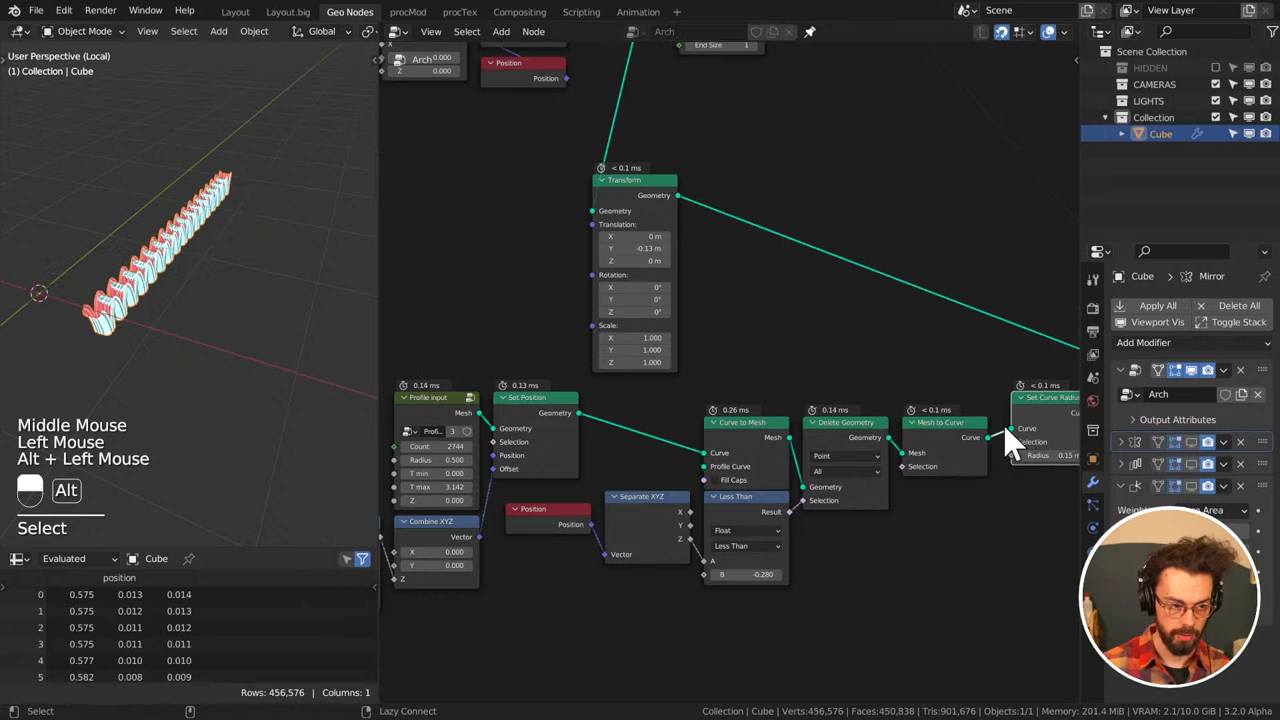 File Edit Render Window Help Layout Layout.big Geo Nodes procMod procTex Compositing Scripting Animation + Scene View Layer
Object Mode View Select Add Object Global View Select Add Node Arch
User Perspective (Local)
(1) Collection | Cube
Scene Collection
HIDDEN
CAMERAS
LIGHTS
Collection
Cube
X 0.000
Arch
Z 0.000
Position
Position
End Size 1
< 0.1 ms
Transform
Geometry
Geometry
Translation:
X 0 m
Y -0.13 m
Z 0 m
Rotation:
X 0°
Y 0°
Z 0°
Scale:
X 1.000
Y 1.000
Z 1.000
Cube > Mirror
Apply All Delete All
Viewport Vis Toggle Stack
Add Modifier
Arch
Output Attributes
0.14 ms
Profile input
Mesh
Profi... 3
Count 2744
Radius 0.500
T min 0.000
T max 3.142
Z 0.000
Combine XYZ
Vector
X 0.000
Y 0.000
Z
0.13 ms
Set Position
Geometry
Geometry
Selection
Position
Offset
Position
Position
Separate XYZ
X
Y
Z
Vector
0.26 ms
Curve to Mesh
Mesh
Curve
Profile Curve
Fill Caps
Less Than
Result
Float
Less Than
A
B -0.280
0.14 ms
Delete Geometry
Geometry
Point
All
Geometry
Selection
< 0.1 ms
Mesh to Curve
Curve
Mesh
Selection
< 0.1 ms
Set Curve Radius
Curve
Radius 0.15 m
Middle Mouse
Left Mouse
Alt + Left Mouse
Alt
Select
Evaluated Cube
position
0 0.575 0.013 0.014
1 0.575 0.012 0.013
2 0.575 0.011 0.012
3 0.575 0.011 0.011
4 0.577 0.010 0.010
5 0.582 0.008 0.009
Rows: 456,576 | Columns: 1
Select Lazy Connect Collection | Cube | Verts:456,576 | Faces:450,838 | Tris:901,676 | Objects:1/1 | Memory: 201.4 MiB | VRAM: 2.1/10.0 GiB | 3.2.0 Alpha